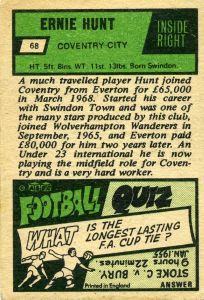 ERNIE HUNT
INSIDE
RIGHT
68
COVENTRY CITY
HT: 5ft. 8ins. WT: 11st. 13lbs. Born Swindon.
A much travelled player Hunt joined
Coventry from Everton for £65,000
in March 1968. Started his career
with Swindon Town and was one of
the many stars produced by this club,
joined Wolverhampton Wanderers in
September, 1965, and Everton paid
£80,000 for him two years later. An
Under 23 international he is now
playing the midfield role for Coven-
try and is a very hard worker.
FOOTBALL QUIZ
WHAT IS THE
LONGEST LASTING
F.A. CUP TIE?
STOKE C. v. BURY.
9 hours 22 minutes
JAN. 1955
Printed in England
ANSWER